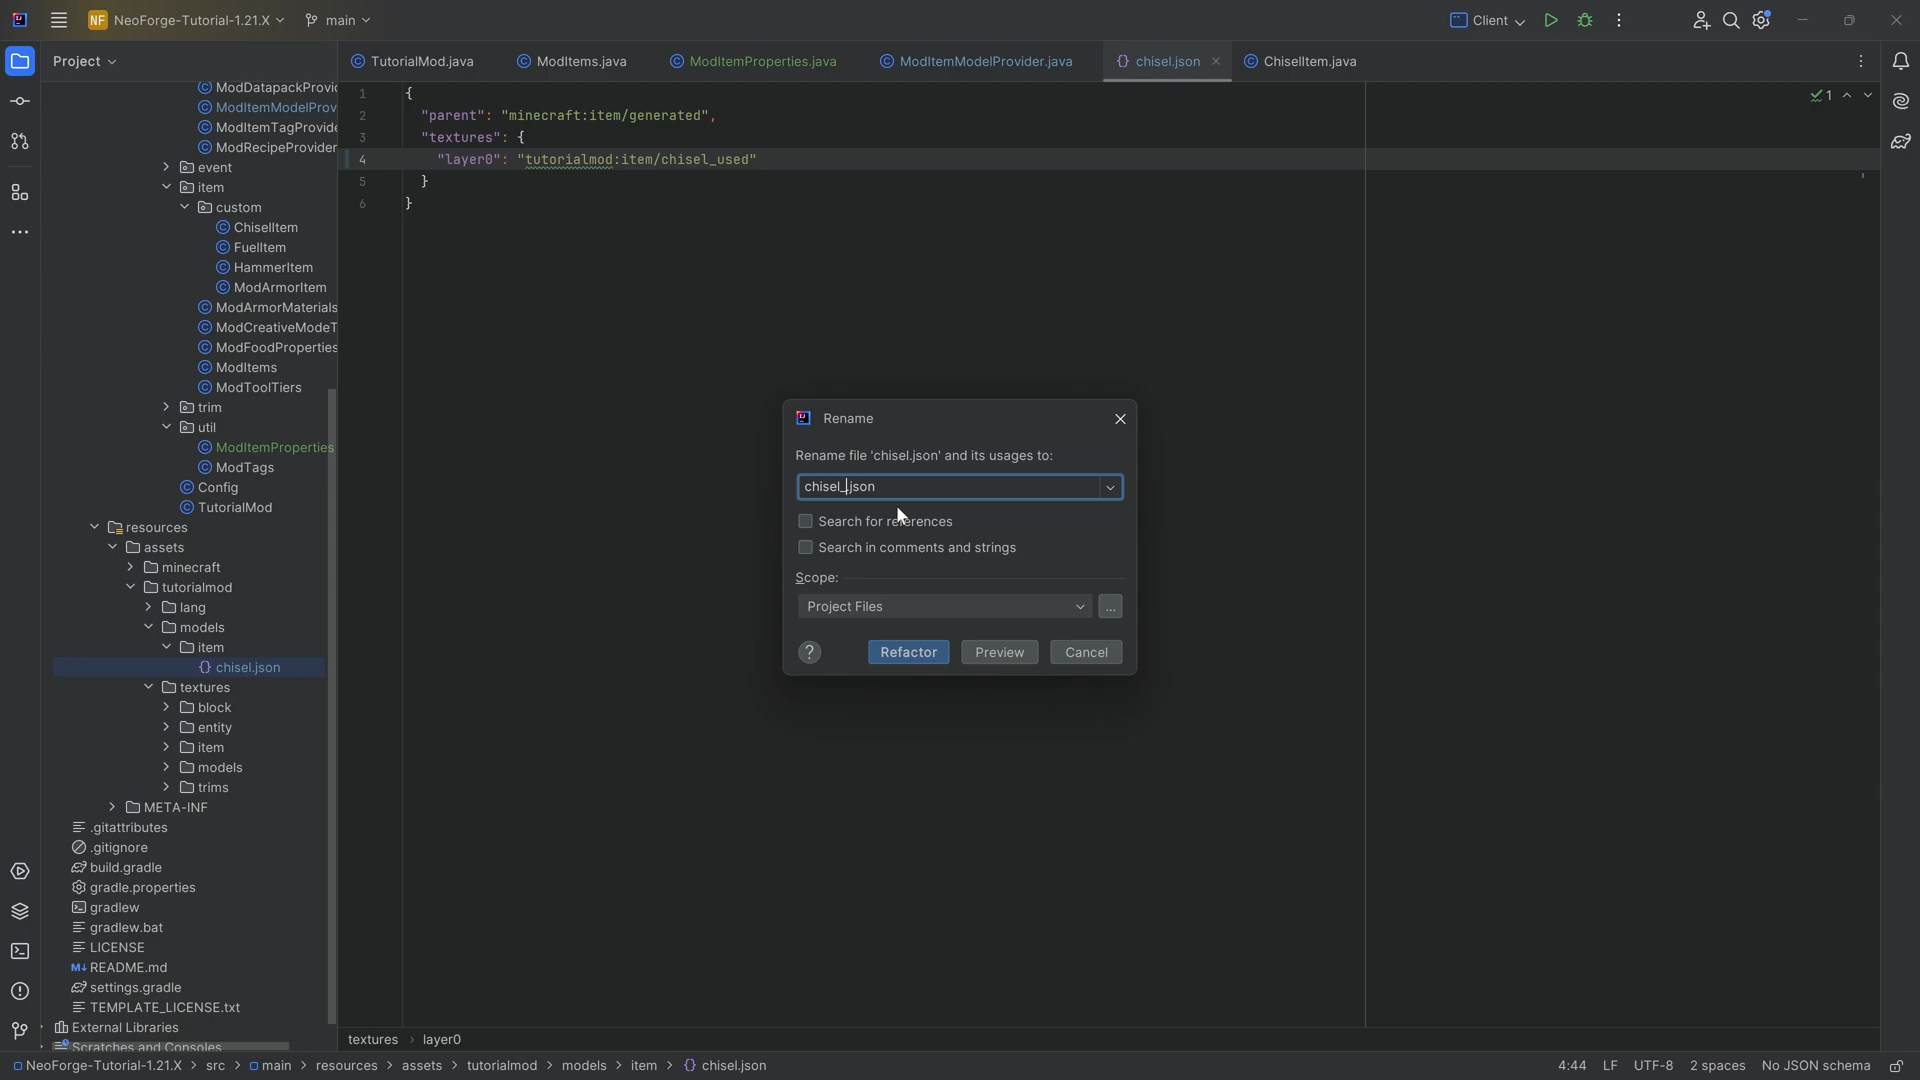 NF NeoForge-Tutorial-1.21.X main Client
Project
TutorialMod.java ModItems.java ModItemProperties.java ModItemModelProvider.java chisel.json ChiselItem.java
ModDatapackProvi
ModItemModelProv
ModItemTagProvide
ModRecipeProvider
event
item
custom
ChiselItem
FuelItem
HammerItem
ModArmorItem
ModArmorMaterials
ModCreativeModeT
ModFoodProperties
ModItems
ModToolTiers
trim
util
ModItemProperties
ModTags
Config
TutorialMod
resources
assets
minecraft
tutorialmod
lang
models
item
chisel.json
textures
block
entity
item
models
trims
META-INF
.gitattributes
.gitignore
build.gradle
gradle.properties
gradlew
gradlew.bat
LICENSE
M↓ README.md
settings.gradle
TEMPLATE_LICENSE.txt
External Libraries
Scratches and Consoles
1 {
2 "parent": "minecraft:item/generated",
3 "textures": {
4 "layer0": "tutorialmod:item/chisel_used"
5 }
6 }
1
Rename
Rename file 'chisel.json' and its usages to:
chisel_.json
Search for references
Search in comments and strings
Scope:
Project Files ...
? Refactor Preview Cancel
textures › layer0
NeoForge-Tutorial-1.21.X > src > main > resources > assets > tutorialmod > models > item > {} chisel.json 4:44 LF UTF-8 2 spaces No JSON schema